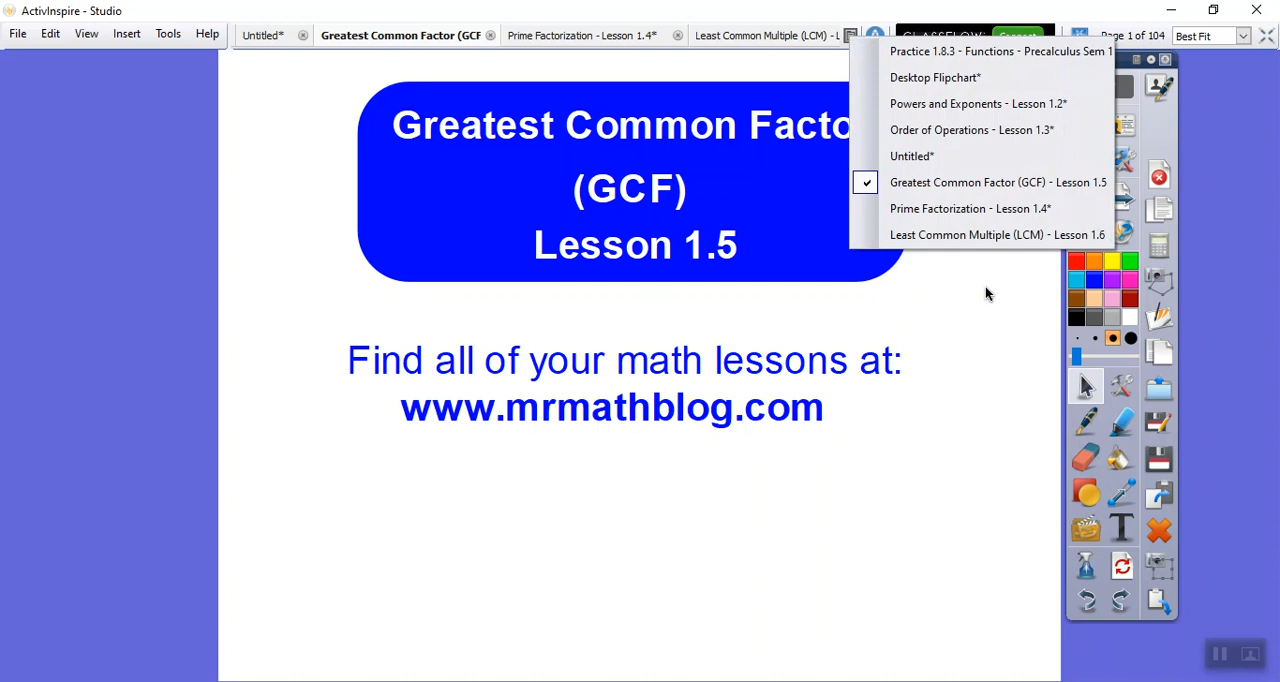 ActivInspire - Studio
File Edit View Insert Tools Help
Untitled* Greatest Common Factor (GCF Prime Factorization - Lesson 1.4* Least Common Multiple (LCM) - L
Page 1 of 104 Best Fit
Practice 1.8.3 - Functions - Precalculus Sem 1
Desktop Flipchart*
Powers and Exponents - Lesson 1.2*
Order of Operations - Lesson 1.3*
Untitled*
Greatest Common Factor (GCF) - Lesson 1.5
Prime Factorization - Lesson 1.4*
Least Common Multiple (LCM) - Lesson 1.6
Greatest Common Facto
(GCF)
Lesson 1.5
Find all of your math lessons at:
www.mrmathblog.com